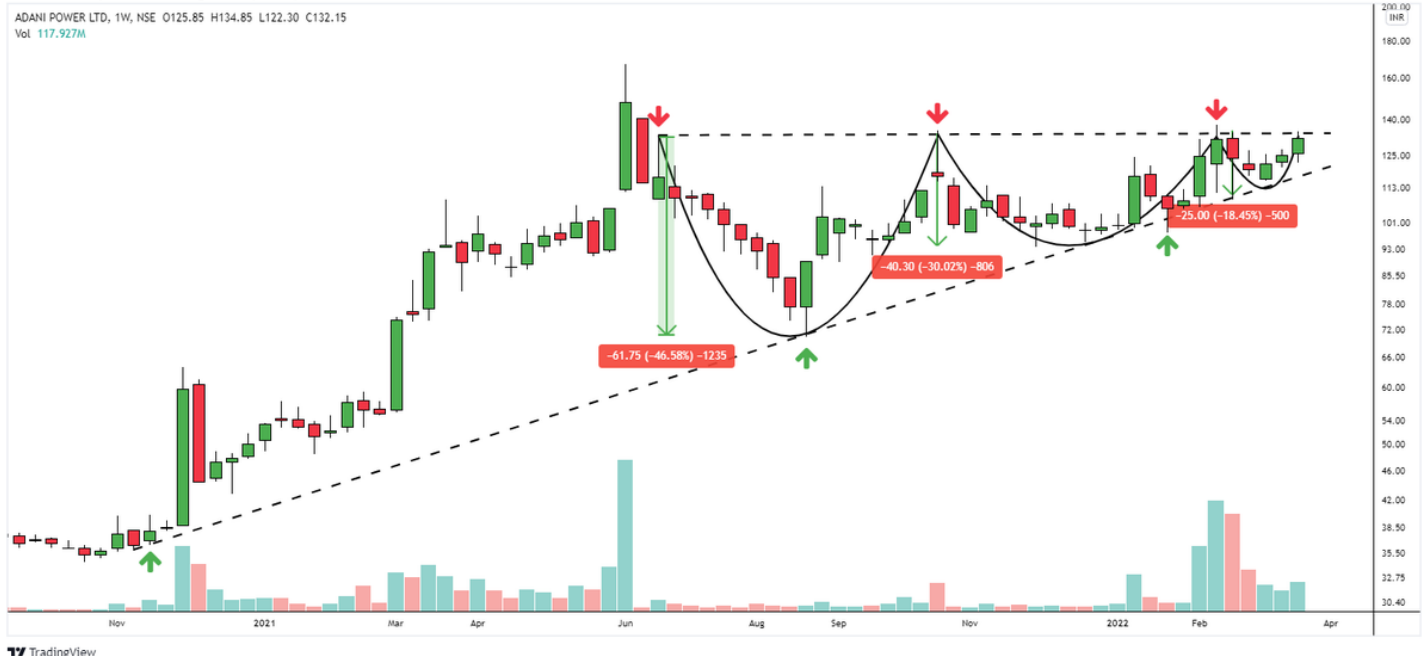 ADANI POWER LTD, 1W, NSE O125.85 H134.85 L122.30 C132.15
Vol 117.927M
200.00
INR
180.00
160.00
140.00
125.00
113.00
101.00
93.00
85.50
78.00
72.00
66.00
60.00
54.00
50.00
46.00
42.00
38.50
35.50
32.75
30.40
−25.00 (−18.45%) −500
−40.30 (−30.02%) −806
−61.75 (−46.58%) −1235
Nov 2021 Mar Apr Jun Aug Sep Nov 2022 Feb Apr
TradingView